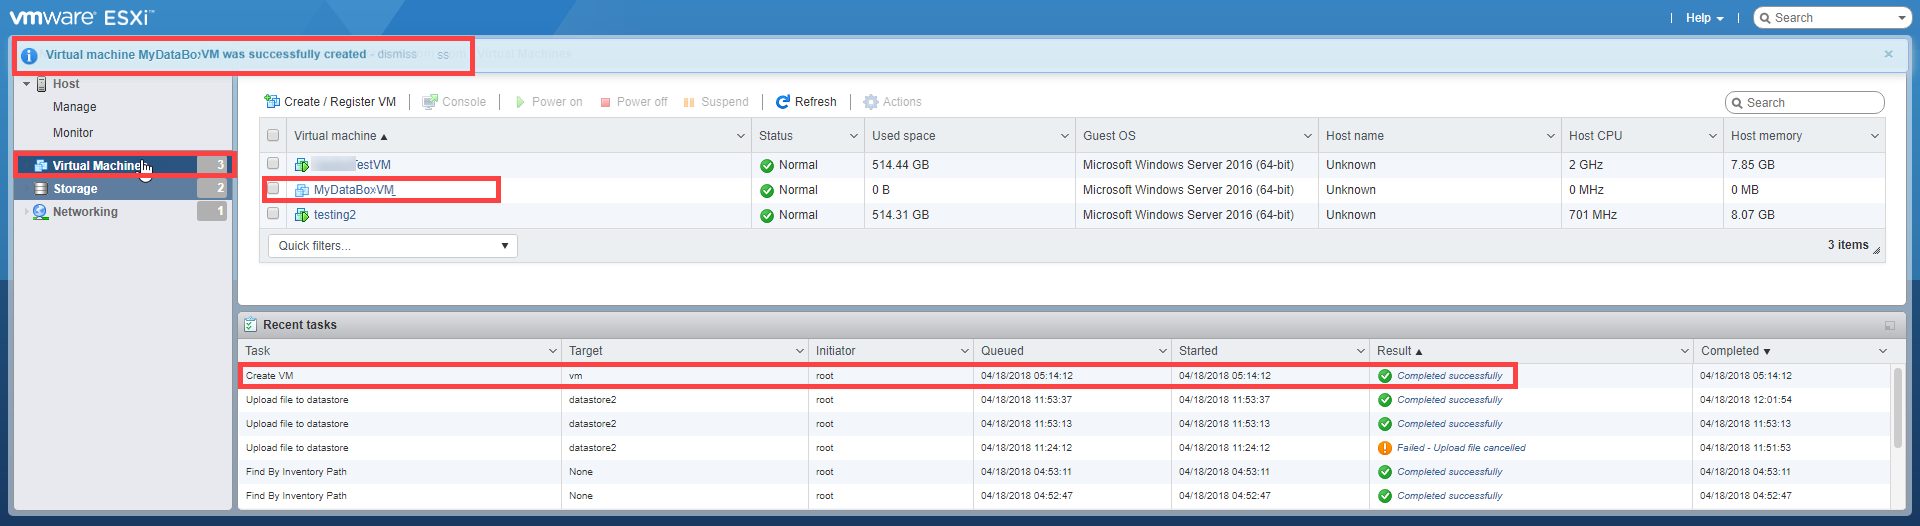 vmware ESXi™
Help
Search
Virtual machine MyDataBoxVM was successfully created - dismiss ss
Host
Manage
Monitor
Virtual Machines 3
Storage 2
Networking 1
Create / Register VM Console Power on Power off Suspend Refresh Actions Search
Virtual machine Status Used space Guest OS Host name Host CPU Host memory
estVM Normal 514.44 GB Microsoft Windows Server 2016 (64-bit) Unknown 2 GHz 7.85 GB
MyDataBoxVM_ Normal 0 B Microsoft Windows Server 2016 (64-bit) Unknown 0 MHz 0 MB
testing2 Normal 514.31 GB Microsoft Windows Server 2016 (64-bit) Unknown 701 MHz 8.07 GB
Quick filters... 3 items
Recent tasks
Task Target Initiator Queued Started Result Completed
Create VM vm root 04/18/2018 05:14:12 04/18/2018 05:14:12 Completed successfully 04/18/2018 05:14:12
Upload file to datastore datastore2 root 04/18/2018 11:53:37 04/18/2018 11:53:37 Completed successfully 04/18/2018 12:01:54
Upload file to datastore datastore2 root 04/18/2018 11:53:13 04/18/2018 11:53:13 Completed successfully 04/18/2018 11:53:13
Upload file to datastore datastore2 root 04/18/2018 11:24:12 04/18/2018 11:24:12 Failed - Upload file cancelled 04/18/2018 11:51:53
Find By Inventory Path None root 04/18/2018 04:53:11 04/18/2018 04:53:11 Completed successfully 04/18/2018 04:53:11
Find By Inventory Path None root 04/18/2018 04:52:47 04/18/2018 04:52:47 Completed successfully 04/18/2018 04:52:47